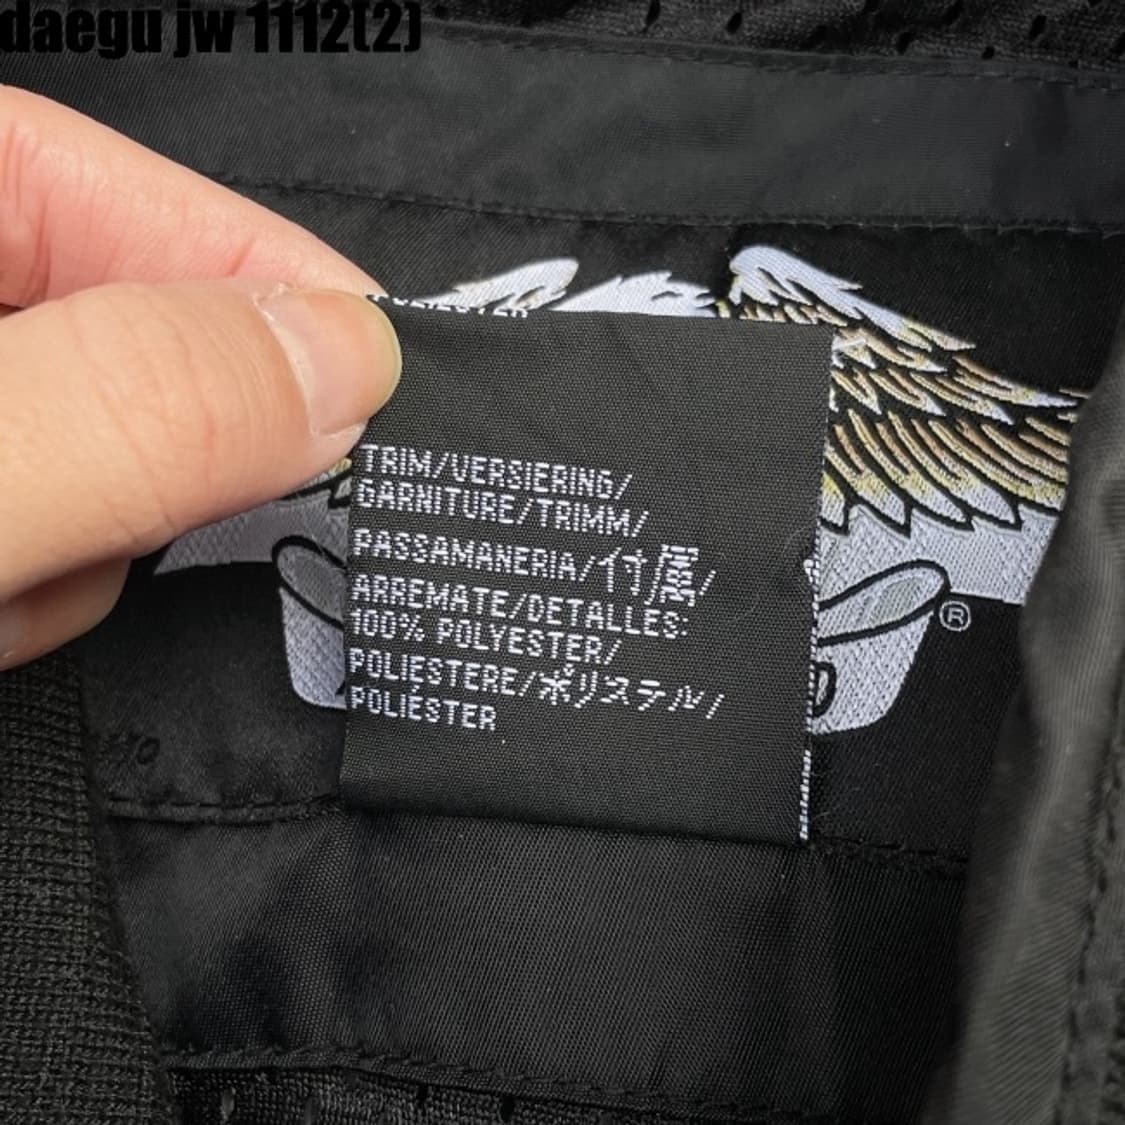 daegu jw 1112(2)
TRIM/VERSIERING/
GARNITURE/TRIMM/
PASSAMANERIA/付属/
ARREMATE/DETALLES:
100% POLYESTER/
POLIESTERE/ポリステル/
POLIÉSTER
®